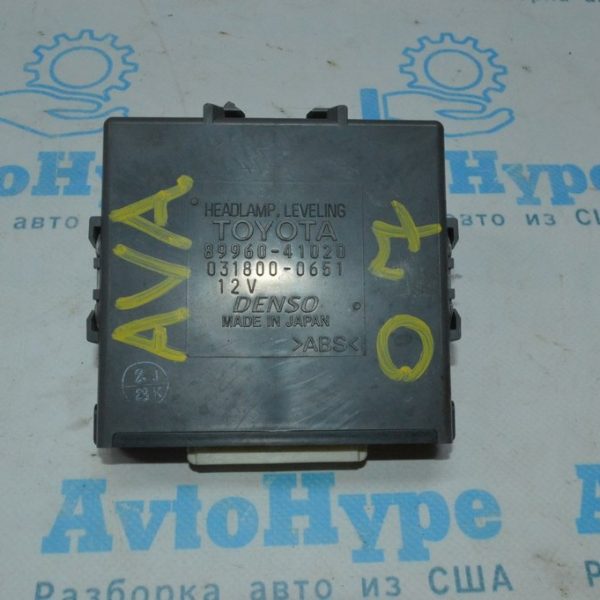 AvtoHype
авто из США
HEADLAMP, LEVELING
TOYOTA
89960-41020
031800-0651
12V
DENSO
MADE IN JAPAN
>ABS<
AVA
AvtoHype
Разборка авто из США